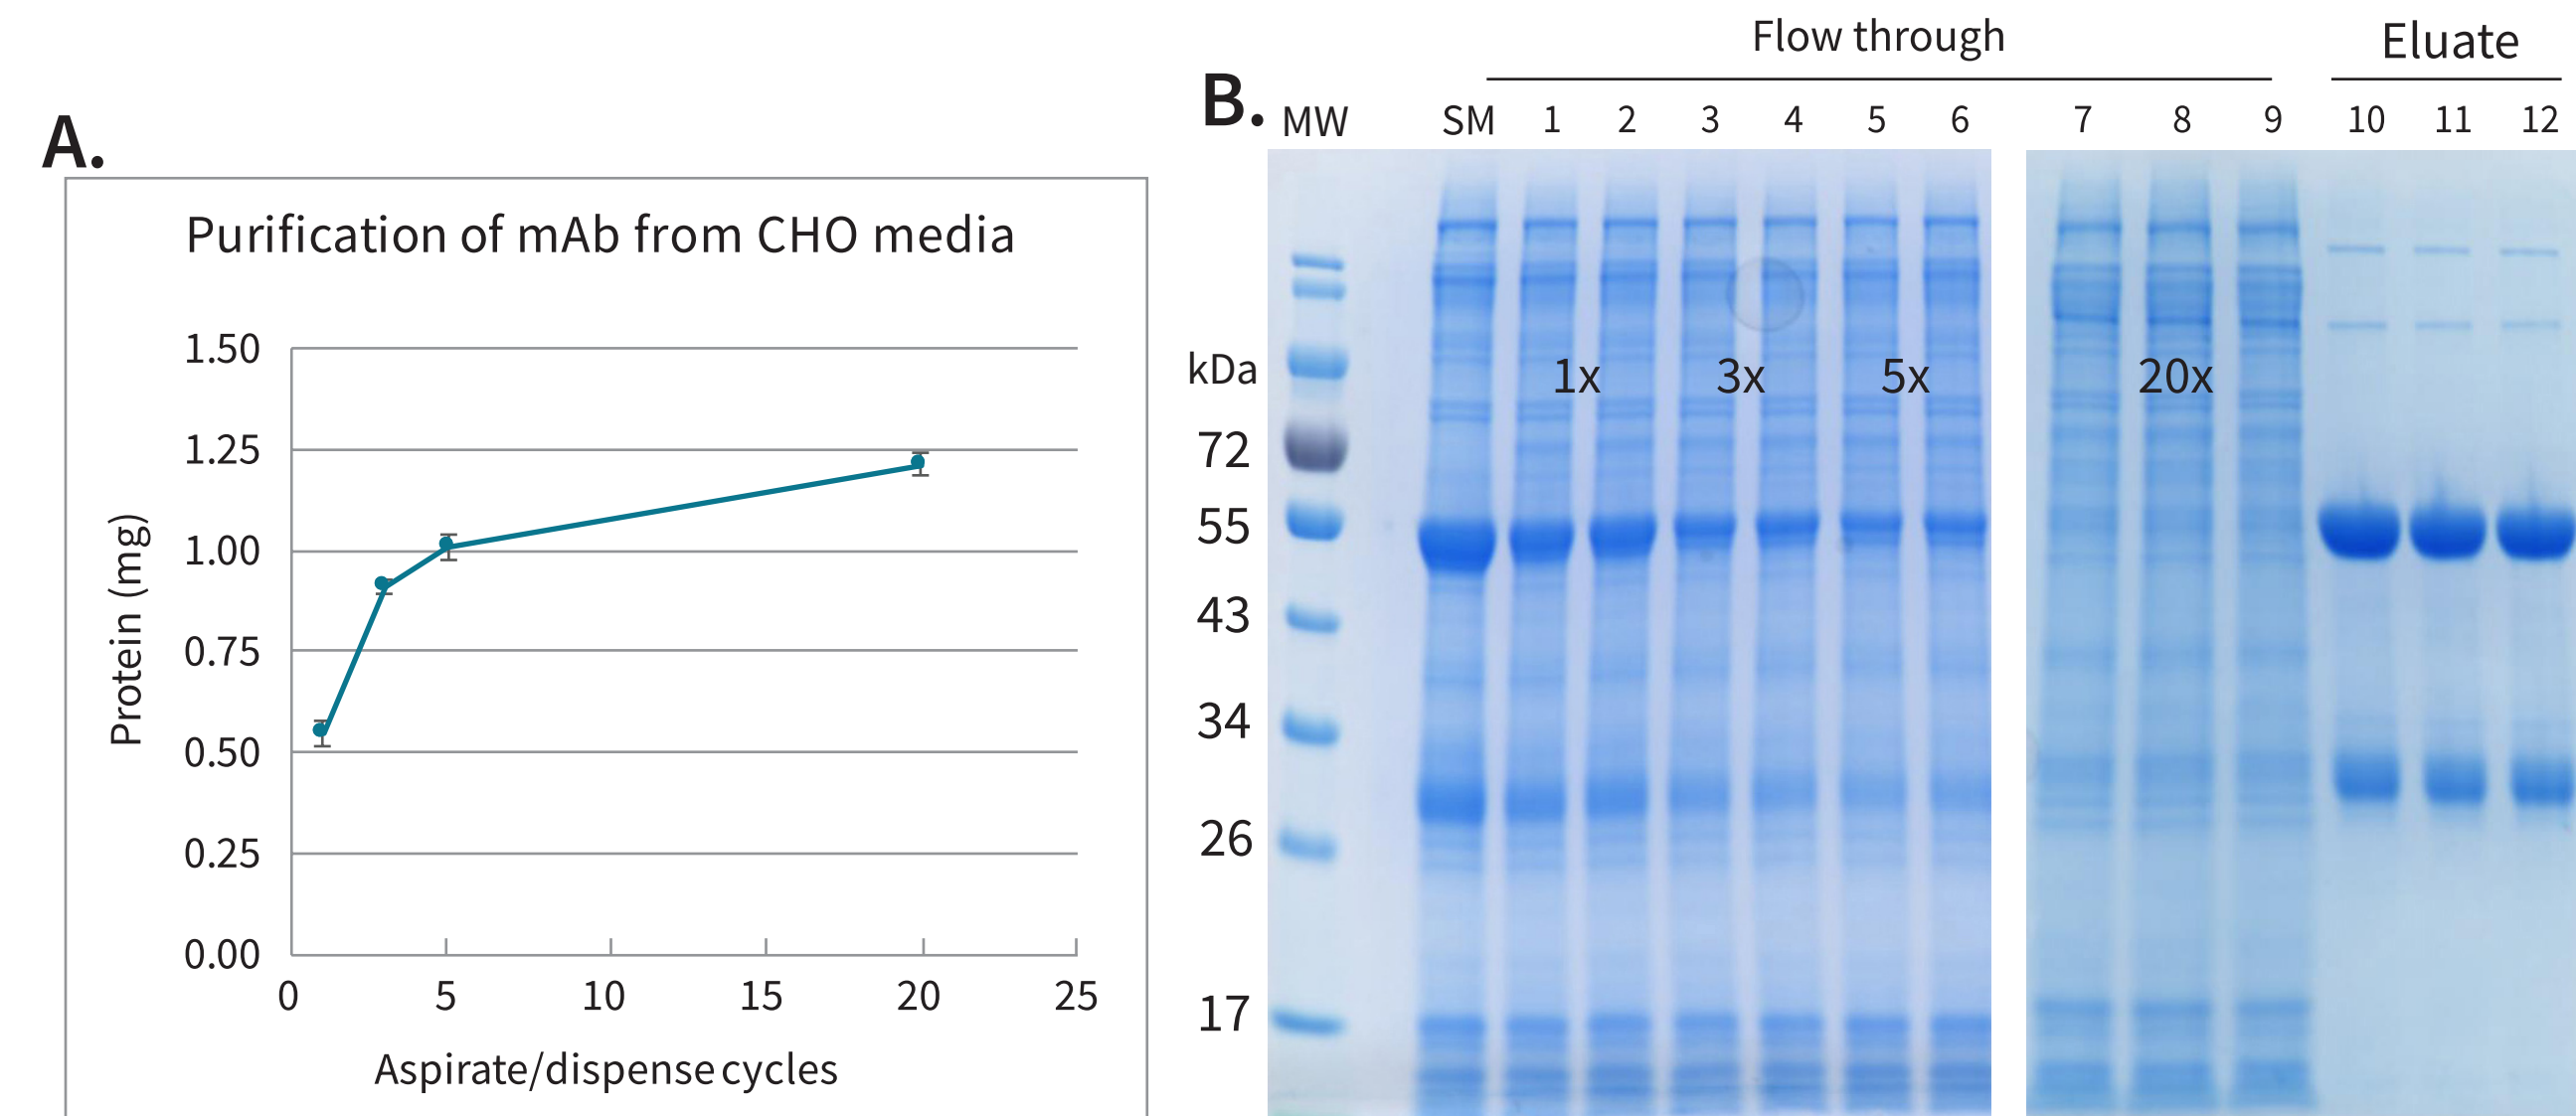 A.
Purification of mAb from CHO media
1.50
1.25
1.00
0.75
0.50
0.25
0.00
Protein (mg)
0 5 10 15 20 25
Aspirate/dispense cycles
B.
Flow through Eluate
MW SM 1 2 3 4 5 6 7 8 9 10 11 12
kDa
1x 3x 5x 20x
72
55
43
34
26
17